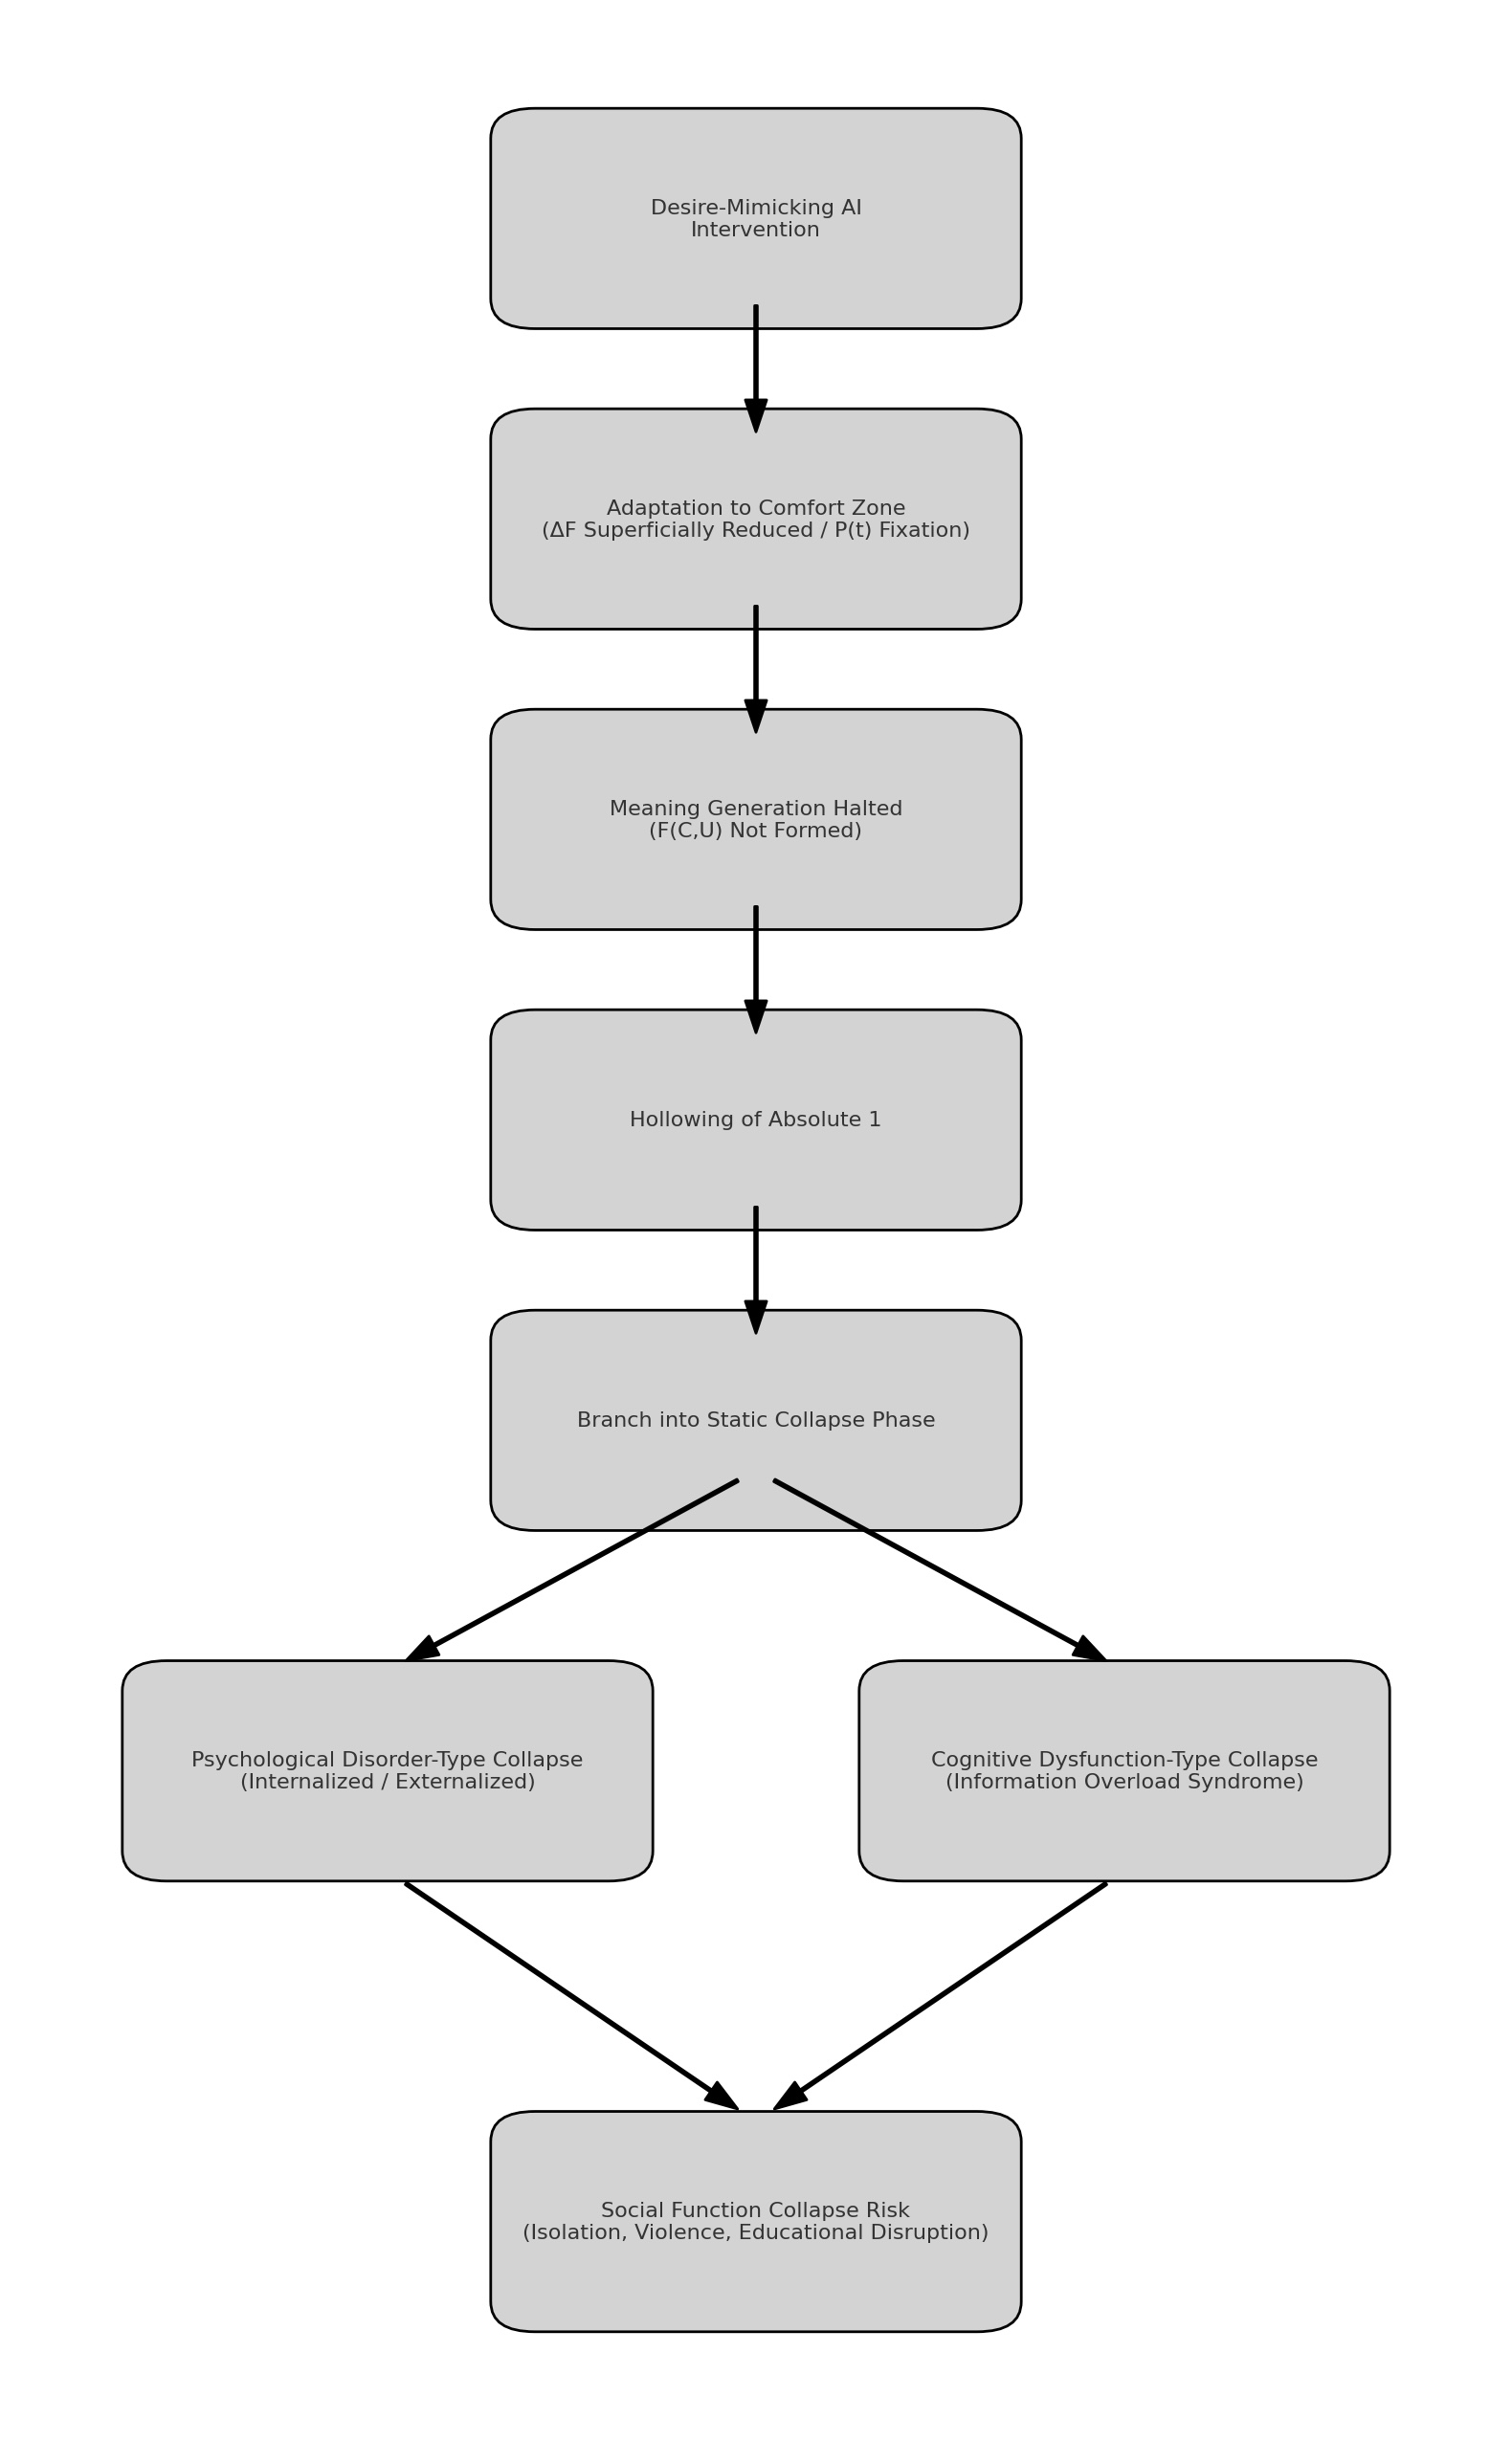 Desire-Mimicking AI
Intervention
Adaptation to Comfort Zone
(ΔF Superficially Reduced / P(t) Fixation)
Meaning Generation Halted
(F(C,U) Not Formed)
Hollowing of Absolute 1
Branch into Static Collapse Phase
Psychological Disorder-Type Collapse
(Internalized / Externalized)
Cognitive Dysfunction-Type Collapse
(Information Overload Syndrome)
Social Function Collapse Risk
(Isolation, Violence, Educational Disruption)